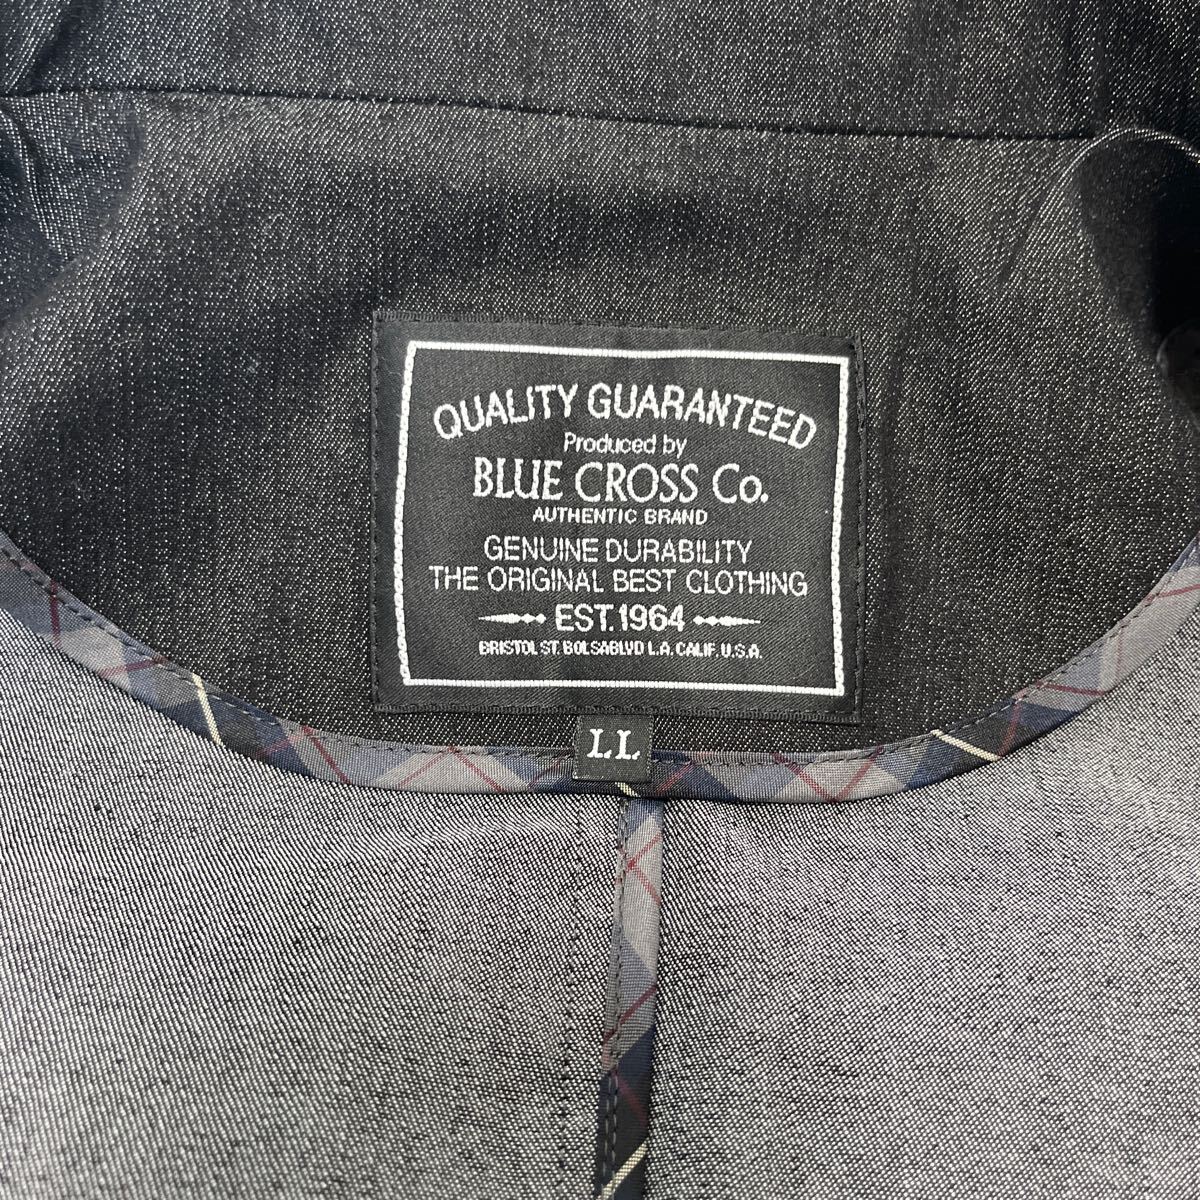 QUALITY GUARANTEED
Produced by
BLUE CROSS Co.
AUTHENTIC BRAND
GENUINE DURABILITY
THE ORIGINAL BEST CLOTHING
EST.1964
BRISTOL ST. BOLSABLVD L.A. CALIF. U.S.A.
LL